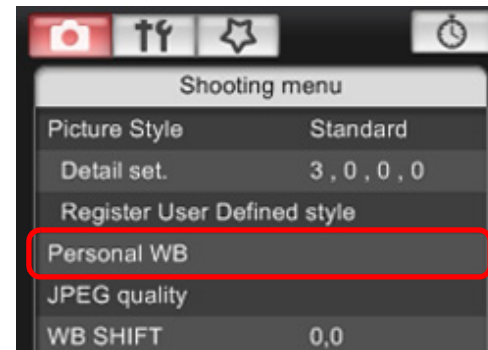 Shooting menu
Picture Style Standard
Detail set. 3 , 0 , 0 , 0
Register User Defined style
Personal WB
JPEG quality
WB SHIFT 0,0